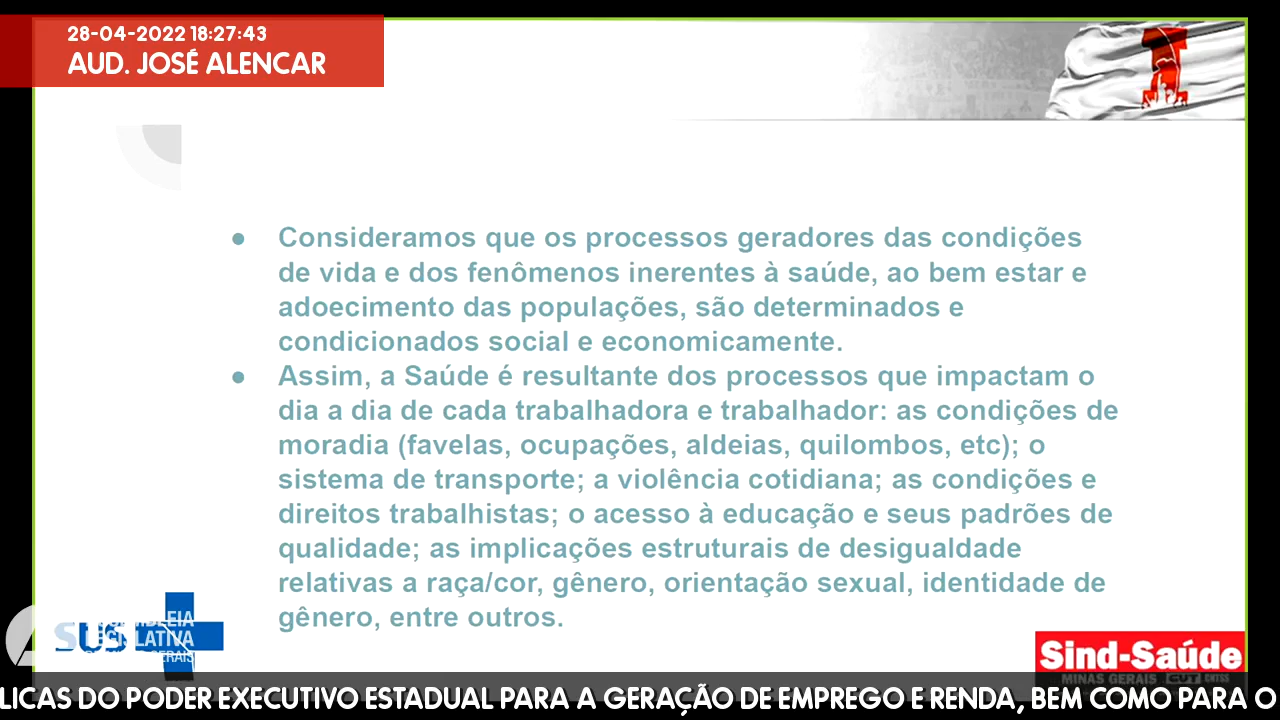 28-04-2022 18:27:43
AUD. JOSÉ ALENCAR
● Consideramos que os processos geradores das condições
de vida e dos fenômenos inerentes à saúde, ao bem estar e
adoecimento das populações, são determinados e
condicionados social e economicamente.
● Assim, a Saúde é resultante dos processos que impactam o
dia a dia de cada trabalhadora e trabalhador: as condições de
moradia (favelas, ocupações, aldeias, quilombos, etc); o
sistema de transporte; a violência cotidiana; as condições e
direitos trabalhistas; o acesso à educação e seus padrões de
qualidade; as implicações estruturais de desigualdade
relativas a raça/cor, gênero, orientação sexual, identidade de
gênero, entre outros.
SUS
LEGISLATIVA
Sind-Saúde
MINAS GERAIS CUT CNTSS
LICAS DO PODER EXECUTIVO ESTADUAL PARA A GERAÇÃO DE EMPREGO E RENDA, BEM COMO PARA O